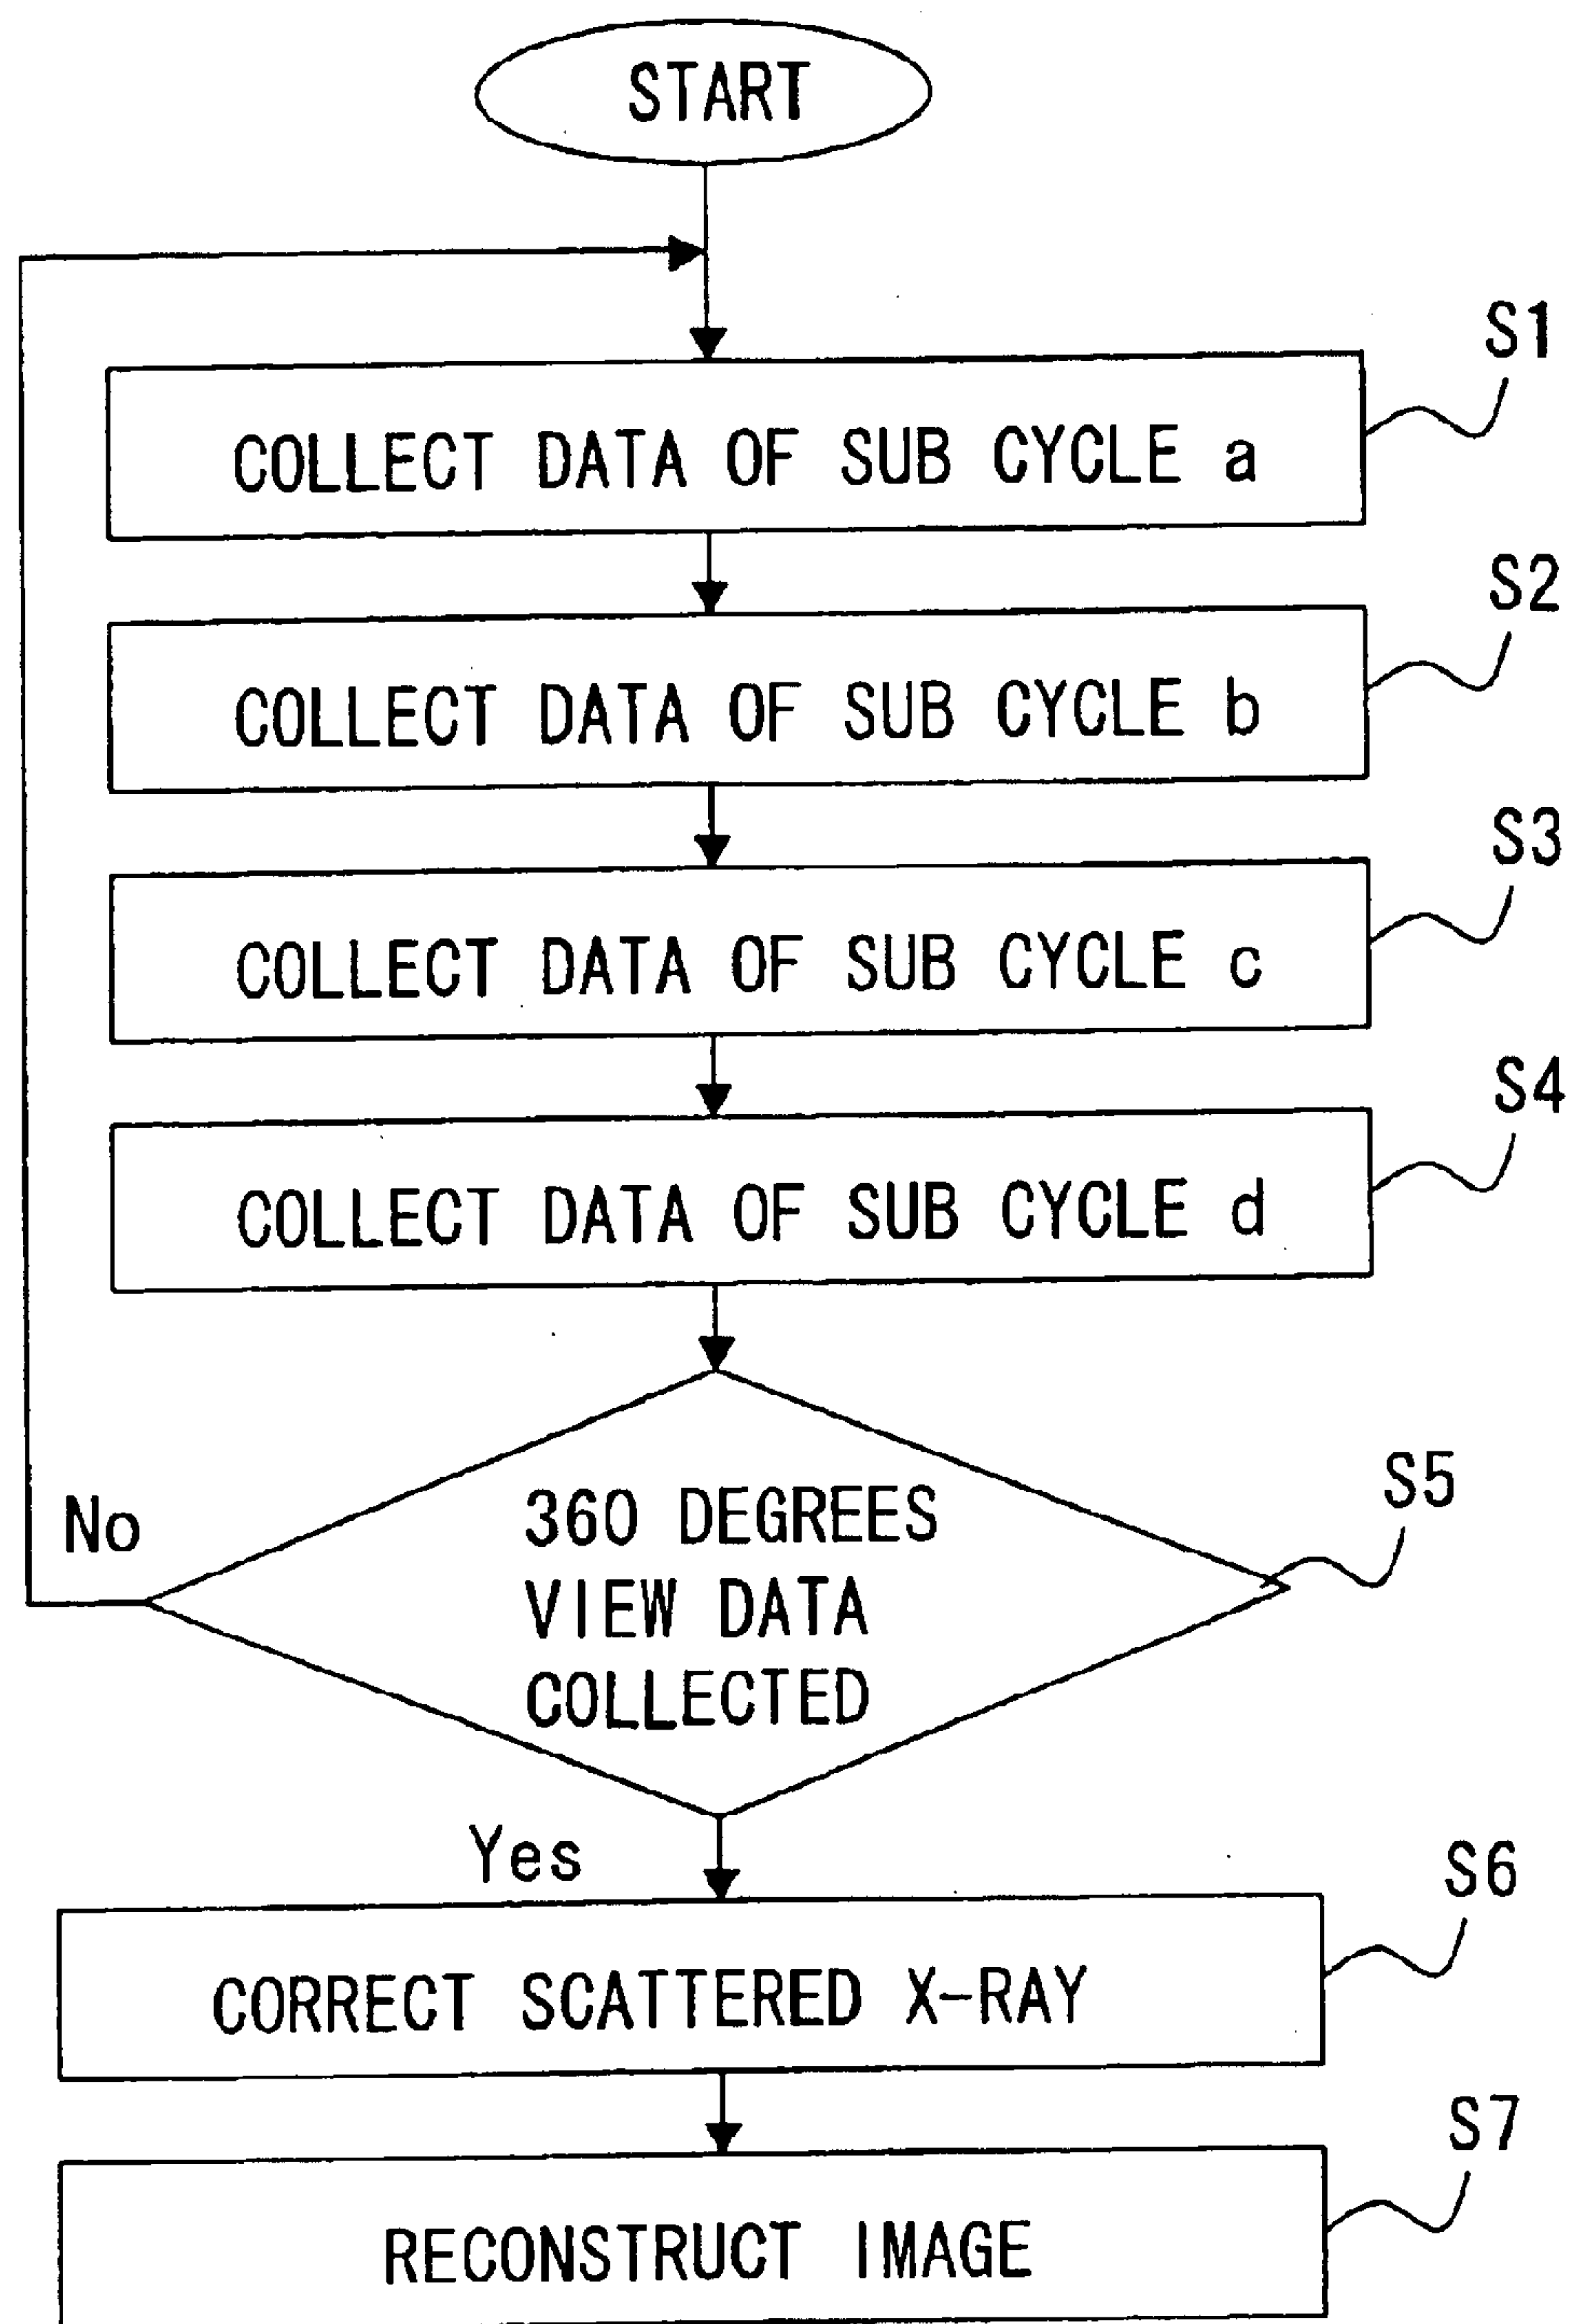 START
S1
COLLECT DATA OF SUB CYCLE a
S2
COLLECT DATA OF SUB CYCLE b
S3
COLLECT DATA OF SUB CYCLE c
S4
COLLECT DATA OF SUB CYCLE d
S5
No
360 DEGREES
VIEW DATA
COLLECTED
Yes
S6
CORRECT SCATTERED X-RAY
S7
RECONSTRUCT IMAGE